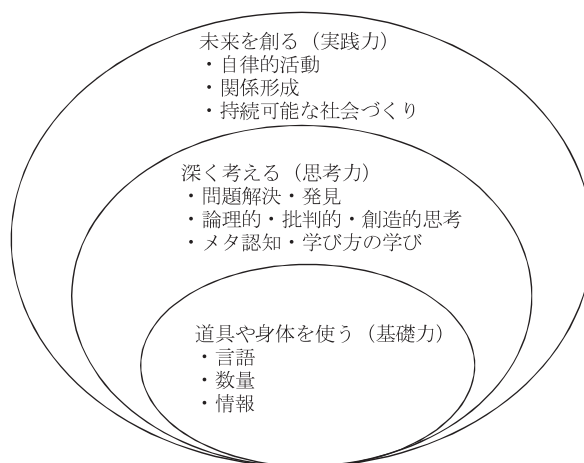 未来を創る（実践力）
・自律的活動
・関係形成
・持続可能な社会づくり
深く考える（思考力）
・問題解決・発見
・論理的・批判的・創造的思考
・メタ認知・学び方の学び
道具や身体を使う（基礎力）
・言語
・数量
・情報